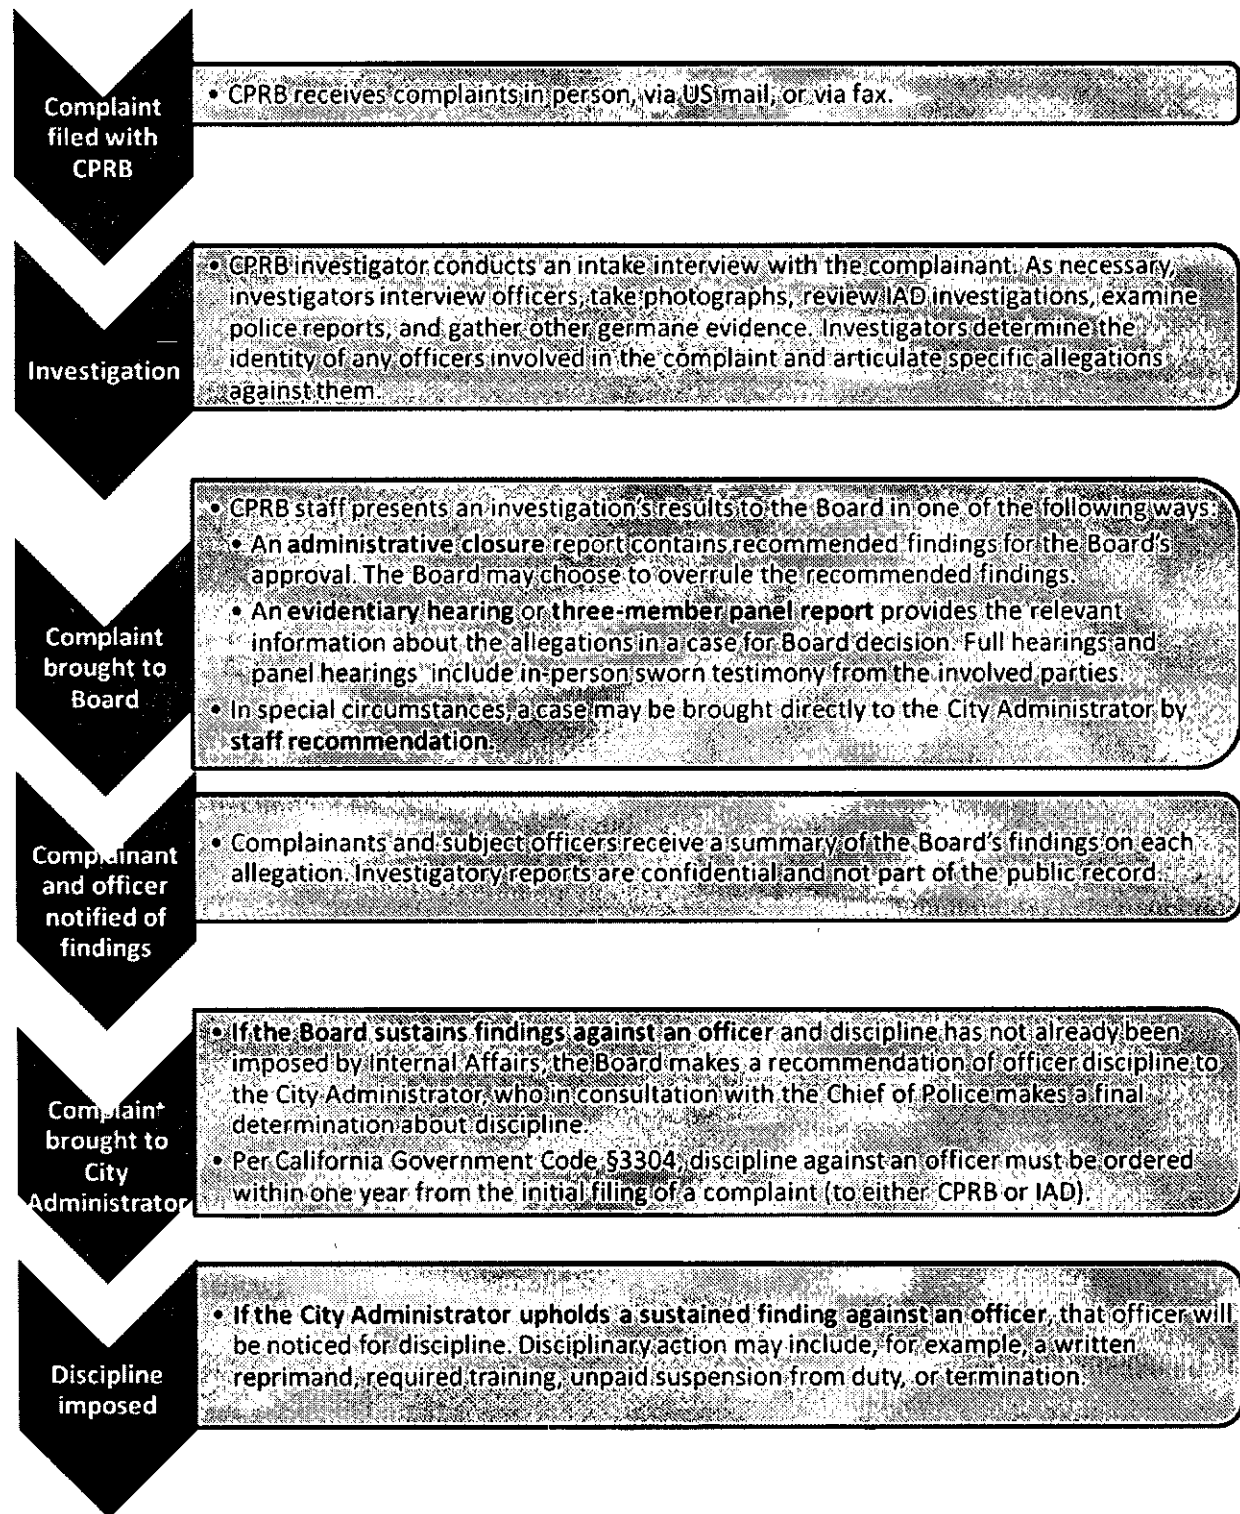 Complaint
filed with
CPRB
• CPRB receives complaints in person, via US mail, or via fax.
Investigation
• CPRB investigator conducts an intake interview with the complainant. As necessary,
investigators interview officers, take photographs, review IAD investigations, examine
police reports, and gather other germane evidence. Investigators determine the
identity of any officers involved in the complaint and articulate specific allegations
against them.
Complaint
brought to
Board
• CPRB staff presents an investigation's results to the Board in one of the following ways:
• An administrative closure report contains recommended findings for the Board's
approval. The Board may choose to overrule the recommended findings.
• An evidentiary hearing or three-member panel report provides the relevant
information about the allegations in a case for Board decision. Full hearings and
panel hearings include in-person sworn testimony from the involved parties.
• In special circumstances, a case may be brought directly to the City Administrator by
staff recommendation.
Complainant
and officer
notified of
findings
• Complainants and subject officers receive a summary of the Board's findings on each
allegation. Investigatory reports are confidential and not part of the public record.
Complaint
brought to
City
Administrator
• If the Board sustains findings against an officer and discipline has not already been
imposed by Internal Affairs, the Board makes a recommendation of officer discipline to
the City Administrator, who in consultation with the Chief of Police makes a final
determination about discipline.
• Per California Government Code §3304, discipline against an officer must be ordered
within one year from the initial filing of a complaint (to either CPRB or IAD).
Discipline
imposed
• If the City Administrator upholds a sustained finding against an officer, that officer will
be noticed for discipline. Disciplinary action may include, for example, a written
reprimand, required training, unpaid suspension from duty, or termination.